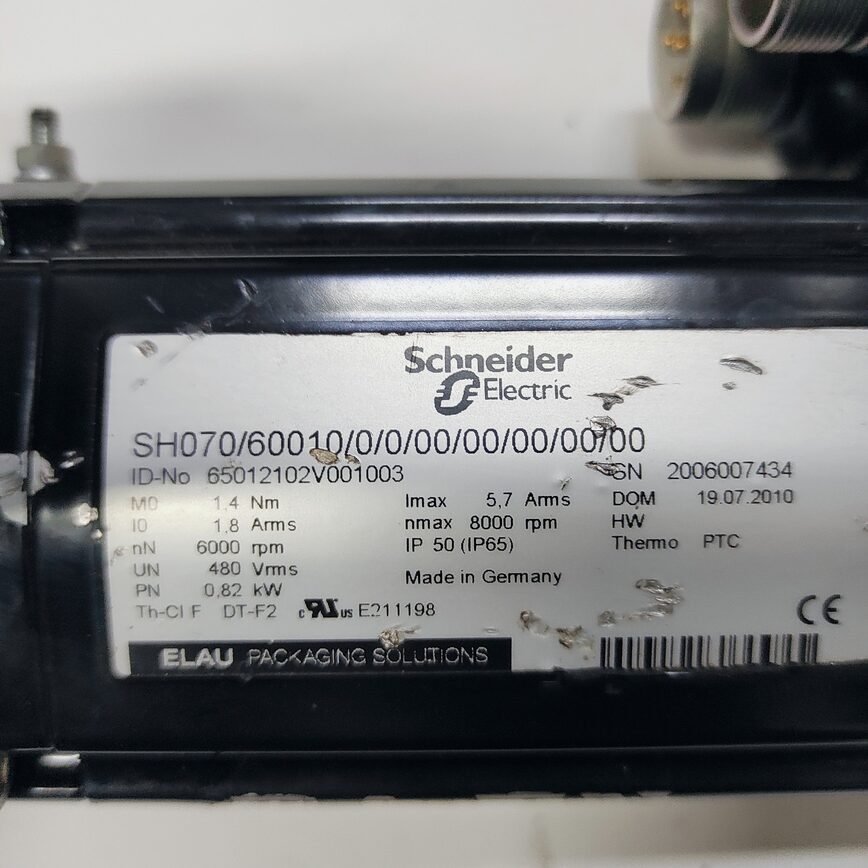 Schneider
Electric
SH070/60010/0/0/00/00/00/00/00
ID-No 65012102V001003
SN 2006007434
M0 1,4 Nm
Imax 5,7 Arms
DOM 19.07.2010
I0 1,8 Arms
nmax 8000 rpm
HW
nN 6000 rpm
IP 50 (IP65)
Thermo PTC
UN 480 Vrms
PN 0,82 kW
Made in Germany
Th-Cl F DT-F2 c RU us E211198
CE
ELAU PACKAGING SOLUTIONS